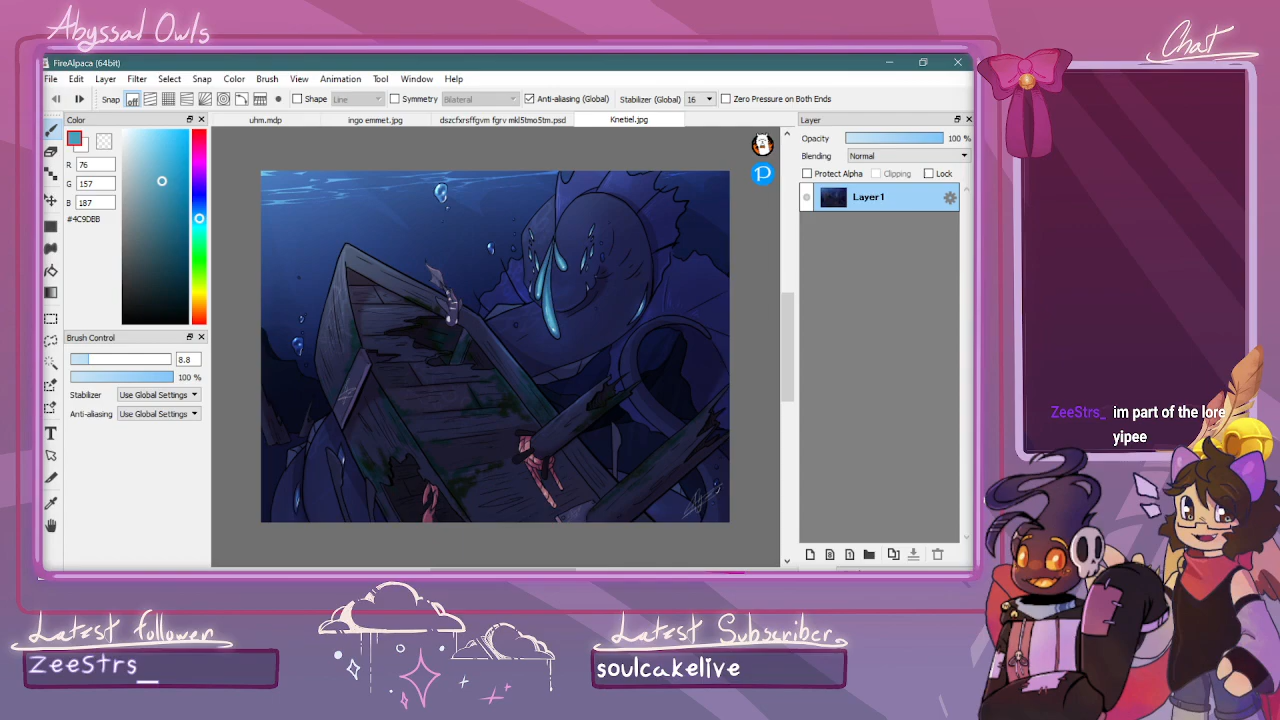 Abyssal Owls
Chat
FireAlpaca (64bit)
File Edit Layer Filter Select Snap Color Brush View Animation Tool Window Help
Snap off Shape Line Symmetry Bilateral Anti-aliasing (Global) Stabilizer (Global) 16 Zero Pressure on Both Ends
Color
uhm.mdp ingo emmet.jpg dszcfxrsffgvm fgrv mkl5tmo5tm.psd Knetiel.jpg
Layer
R 76
G 157
B 187
#4C9DBB
Opacity 100 %
Blending Normal
Protect Alpha Clipping Lock
Layer1
Brush Control
8.8
100 %
Stabilizer Use Global Settings
Anti-aliasing Use Global Settings
ZeeStrs_ im part of the lore
yipee
Latest follower
ZeeStrs_
Latest Subscriber
soulcakelive